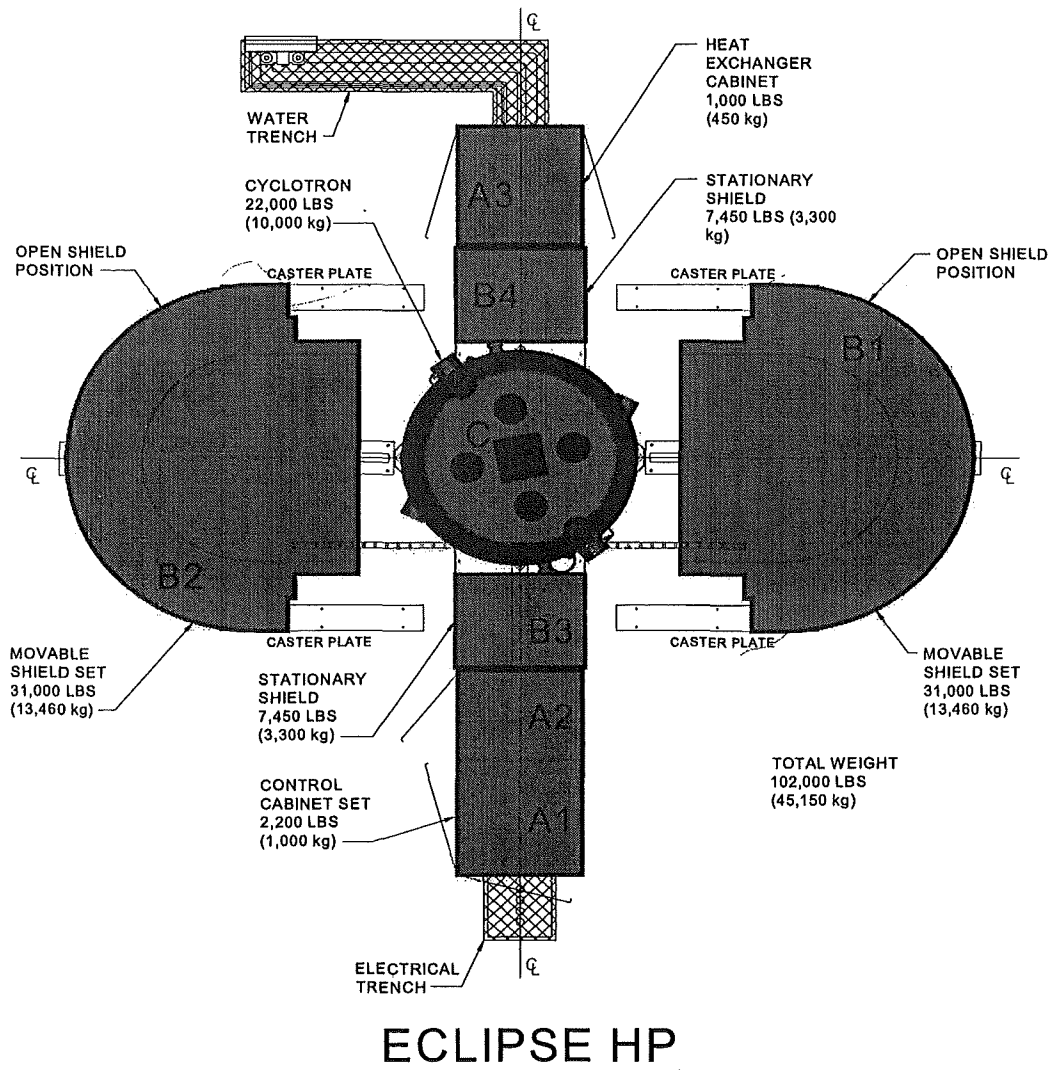 ℄
HEAT
EXCHANGER
CABINET
1,000 LBS
(450 kg)
WATER
TRENCH
A3
CYCLOTRON
22,000 LBS
(10,000 kg)
STATIONARY
SHIELD
7,450 LBS (3,300
kg)
OPEN SHIELD
POSITION
OPEN SHIELD
POSITION
CASTER PLATE
CASTER PLATE
B4
B1
C
℄
℄
B2
B3
CASTER PLATE
CASTER PLATE
MOVABLE
SHIELD SET
31,000 LBS
(13,460 kg)
STATIONARY
SHIELD
7,450 LBS
(3,300 kg)
MOVABLE
SHIELD SET
31,000 LBS
(13,460 kg)
A2
TOTAL WEIGHT
102,000 LBS
(45,150 kg)
CONTROL
CABINET SET
2,200 LBS
(1,000 kg)
A1
ELECTRICAL
TRENCH
℄
ECLIPSE HP